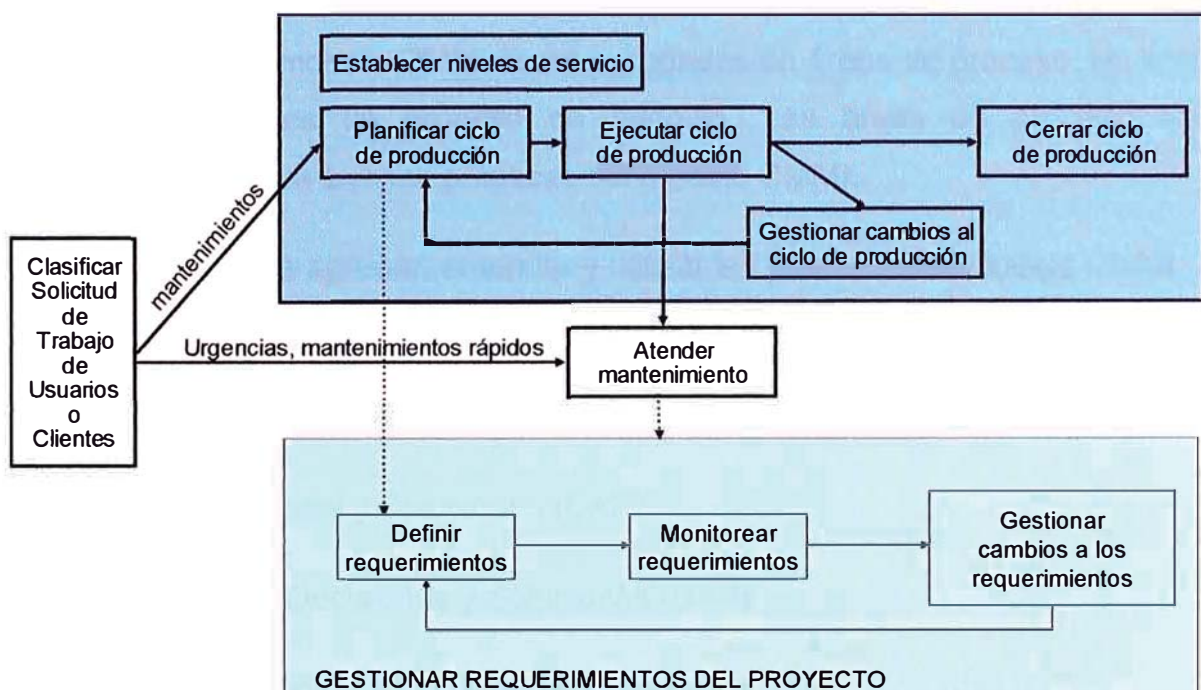 Establecer niveles de servicio
Planificar ciclo
de producción
Ejecutar ciclo
de producción
Cerrar ciclo
de producción
Gestionar cambios al
ciclo de producción
mantenimientos
Clasificar
Solicitud
de
Trabajo
de
Usuarios
o
Clientes
Urgencias, mantenimientos rápidos
Atender
mantenimiento
Definir
requerimientos
Monitorear
requerimientos
Gestionar
cambios a los
requerimientos
GESTIONAR REQUERIMIENTOS DEL PROYECTO